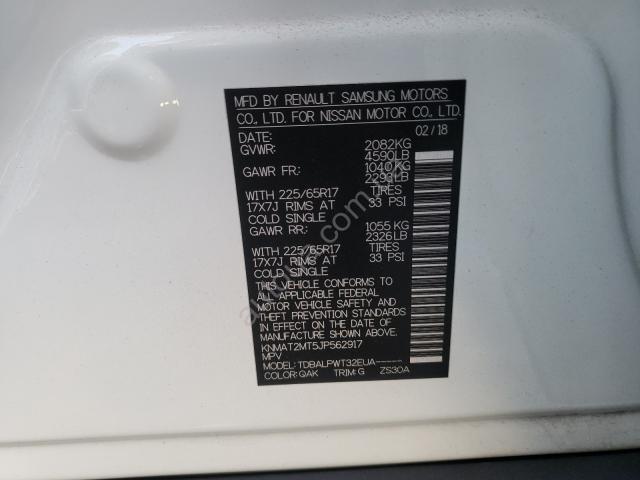 MFD BY RENAULT SAMSUNG MOTORS
CO., LTD. FOR NISSAN MOTOR CO., LTD.
DATE: 02/18
GVWR: 2082KG
4590LB
GAWR FR: 1040KG
2293LB
WITH 225/65R17 TIRES
17X7J RIMS AT 33 PSI
COLD SINGLE
GAWR RR: 1055 KG
2326LB
WITH 225/65R17 TIRES
17X7J RIMS AT 33 PSI
COLD SINGLE
THIS VEHICLE CONFORMS TO
ALL APPLICABLE FEDERAL
MOTOR VEHICLE SAFETY AND
THEFT PREVENTION STANDARDS
IN EFFECT ON THE DATE OF
MANUFACTURE SHOWN ABOVE.
KNMAT2MT5JP562917
MPV
MODEL: TDBALPWT32EUA------
COLOR: QAK TRIM: G ZS30A